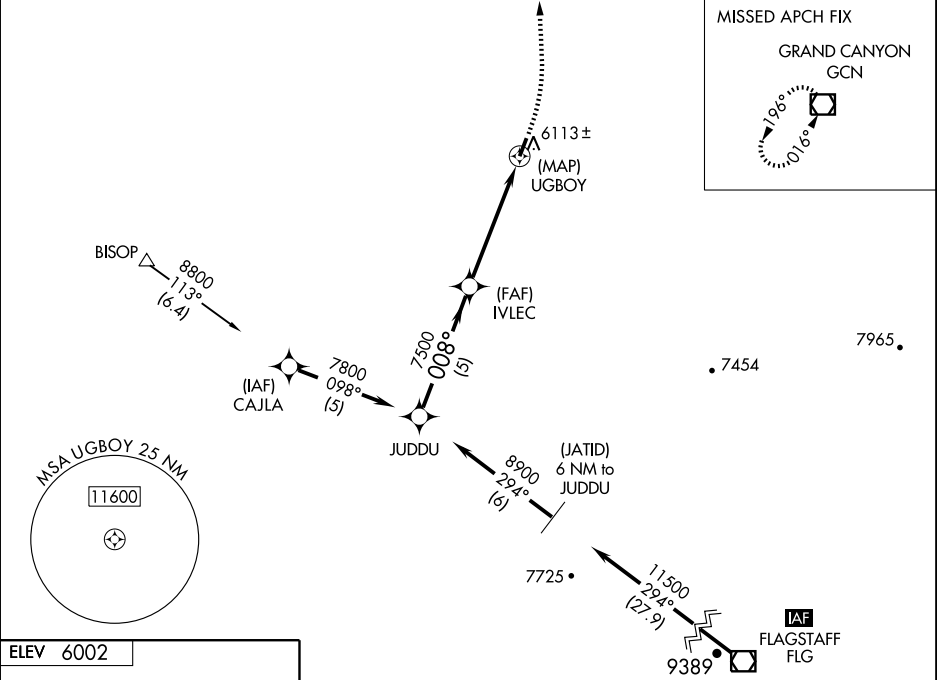 MISSED APCH FIX
GRAND CANYON
GCN
196°
016°
6113±
(MAP)
UGBOY
BISOP
8800
113°
(6.4)
(FAF)
IVLEC
7500
008°
(5)
7965
7454
(IAF)
CAJLA
7800
098°
(5)
JUDDU
(JATID)
6 NM to
JUDDU
8900
294°
(6)
MSA UGBOY 25 NM
11600
7725
11500
294°
(27.9)
IAF
FLAGSTAFF
FLG
9389
ELEV 6002